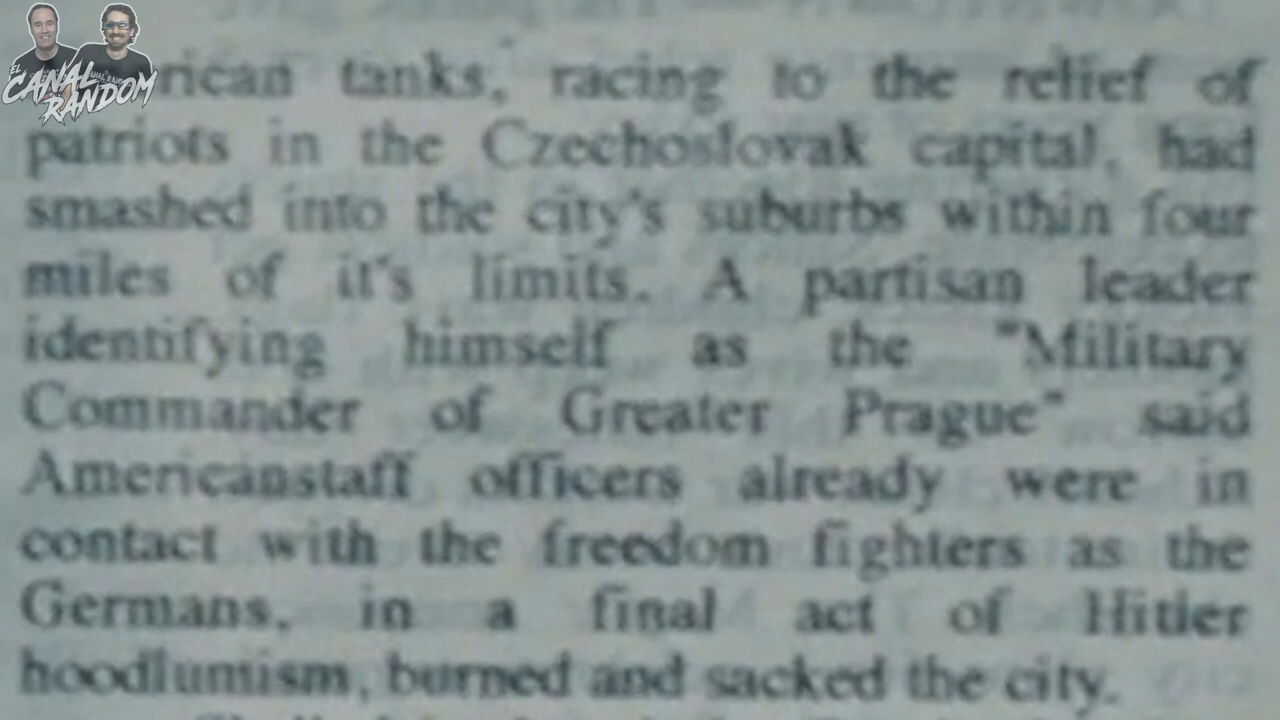 EL
CANAL
RANDOM
rican tanks, racing to the relief of
patriots in the Czechoslovak capital, had
smashed into the city's suburbs within four
miles of it's limits. A partisan leader
identifying himself as the "Military
Commander of Greater Prague" said
Americanstaff officers already were in
contact with the freedom fighters as the
Germans, in a final act of Hitler
hoodlumism, burned and sacked the city.